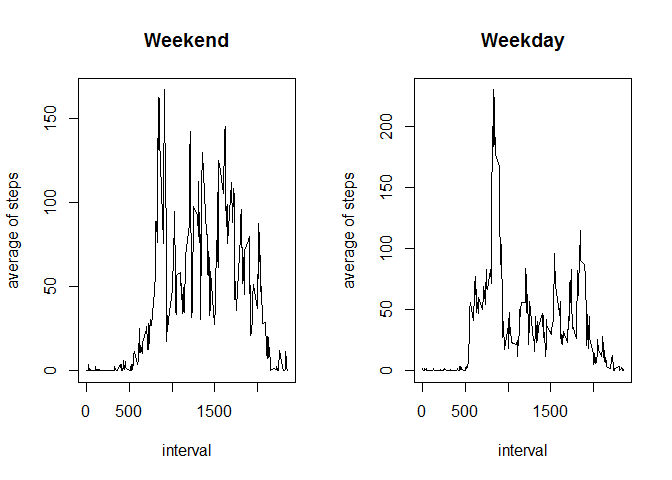 Weekend
average of steps
0 50 100 150
0 500 1500
interval
Weekday
average of steps
0 50 100 150 200
0 500 1500
interval